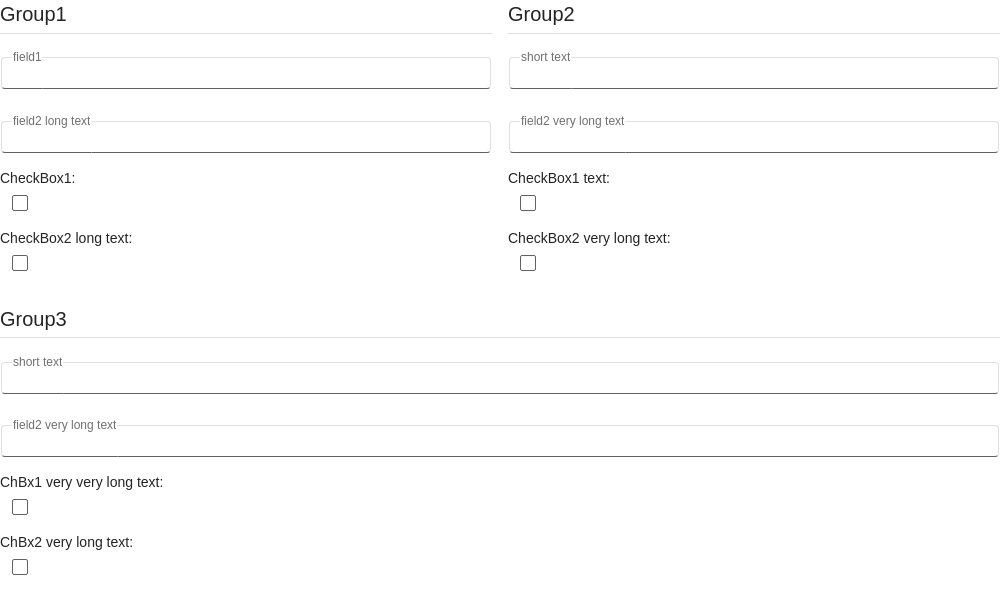 Group1
field1
field2 long text
CheckBox1:
CheckBox2 long text:
Group2
short text
field2 very long text
CheckBox1 text:
CheckBox2 very long text:
Group3
short text
field2 very long text
ChBx1 very very long text:
ChBx2 very long text: